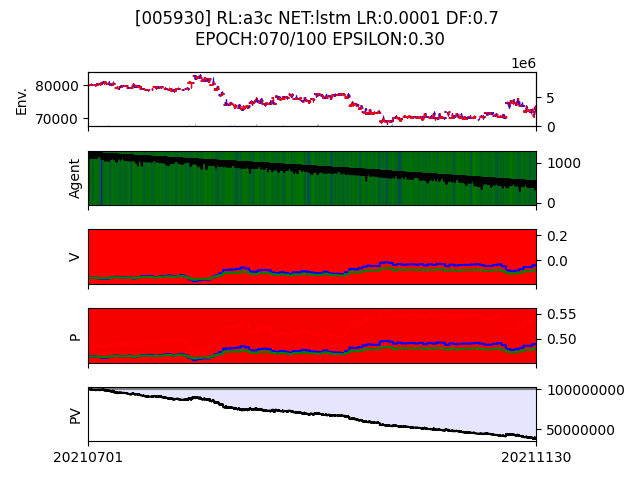 [005930] RL:a3c NET:lstm LR:0.0001 DF:0.7
EPOCH:070/100 EPSILON:0.30
1e6
Env.
80000
70000
5
0
Agent
1000
0
V
0.2
0.0
P
0.55
0.50
PV
100000000
50000000
20210701
20211130